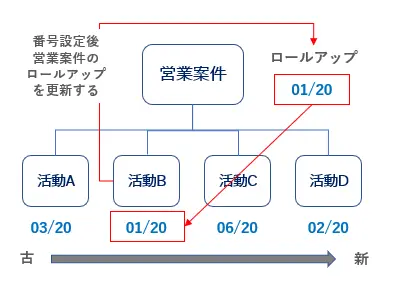 番号設定後
営業案件の
ロールアップ
を更新する
営業案件
ロールアップ
01/20
活動A
活動B
活動C
活動D
03/20
01/20
06/20
02/20
古
新